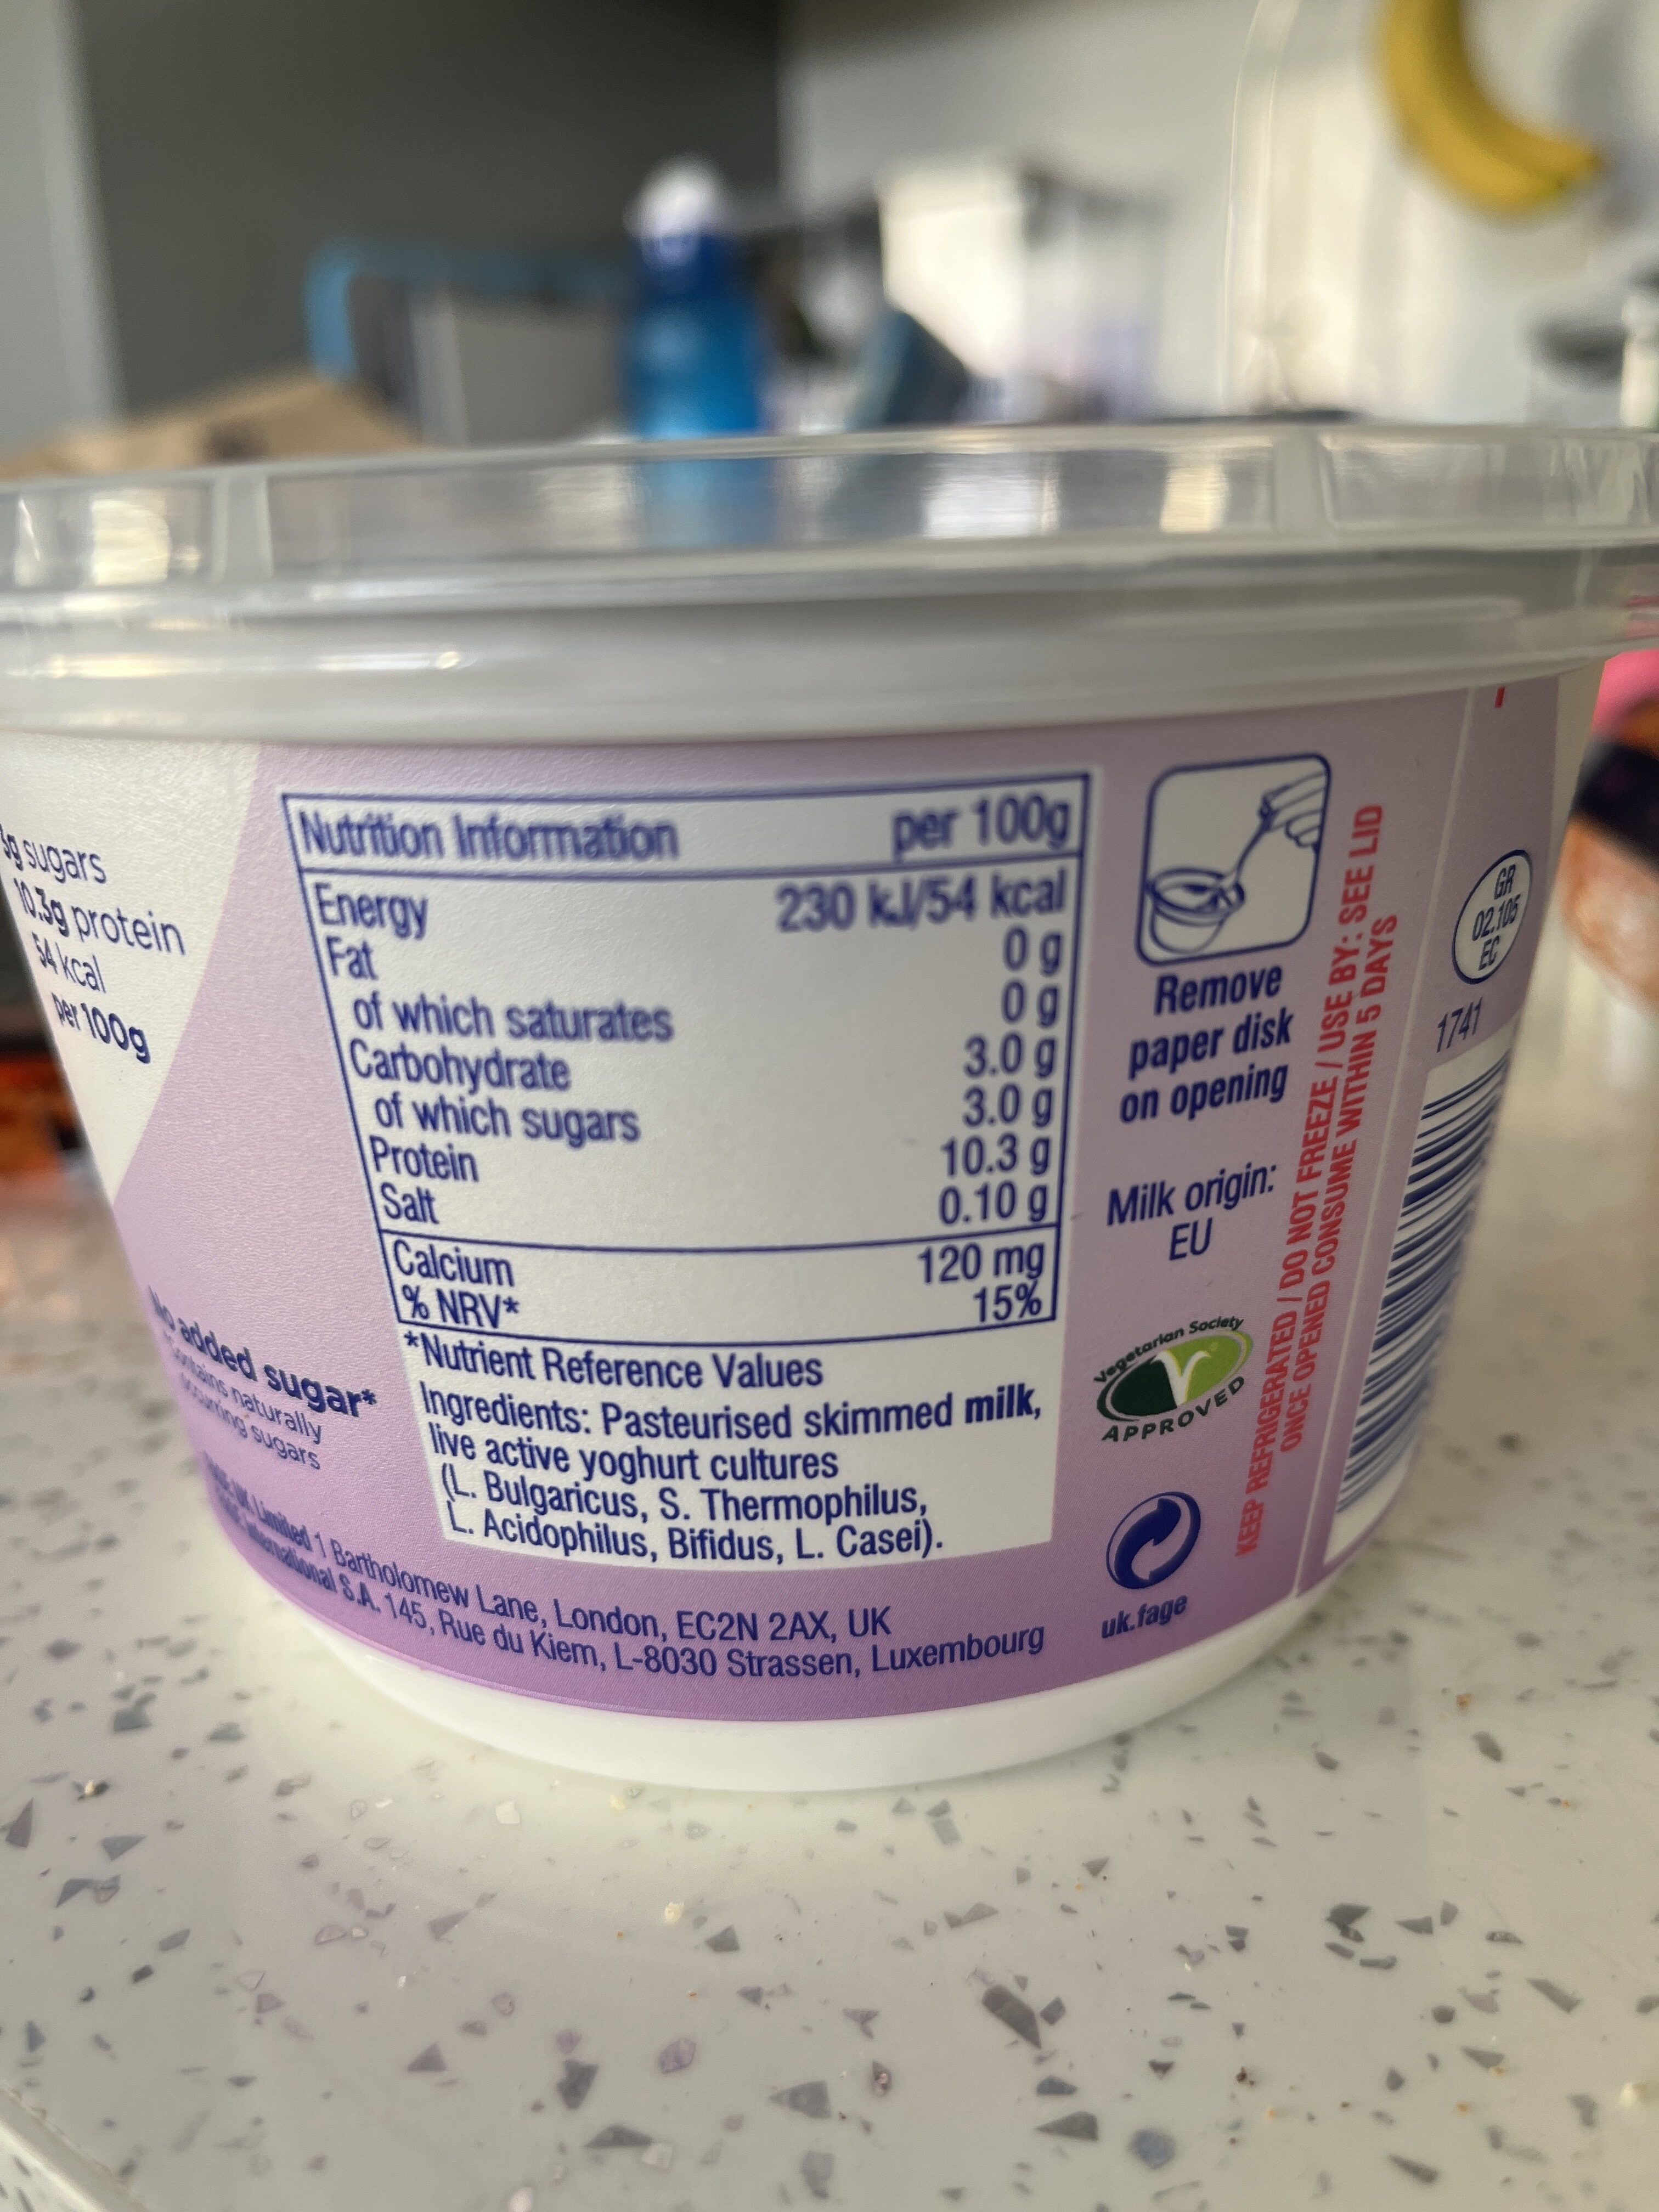 g sugars
10.3g protein
54 kcal
per 100g
No added sugar*
*Contains naturally
occurring sugars
Nutrition Information per 100g
Energy 230 kJ/54 kcal
Fat 0 g
of which saturates 0 g
Carbohydrate 3.0 g
of which sugars 3.0 g
Protein 10.3 g
Salt 0.10 g
Calcium 120 mg
% NRV* 15%
*Nutrient Reference Values
Ingredients: Pasteurised skimmed milk,
live active yoghurt cultures
(L. Bulgaricus, S. Thermophilus,
L. Acidophilus, Bifidus, L. Casei).
UK Limited 1 Bartholomew Lane, London, EC2N 2AX, UK
International S.A. 145, Rue du Kiem, L-8030 Strassen, Luxembourg
Remove
paper disk
on opening
Milk origin:
EU
Vegetarian Society
APPROVED
uk.fage
KEEP REFRIGERATED / DO NOT FREEZE / USE BY: SEE LID
ONCE OPENED CONSUME WITHIN 5 DAYS
GR
02.105
EC
1741